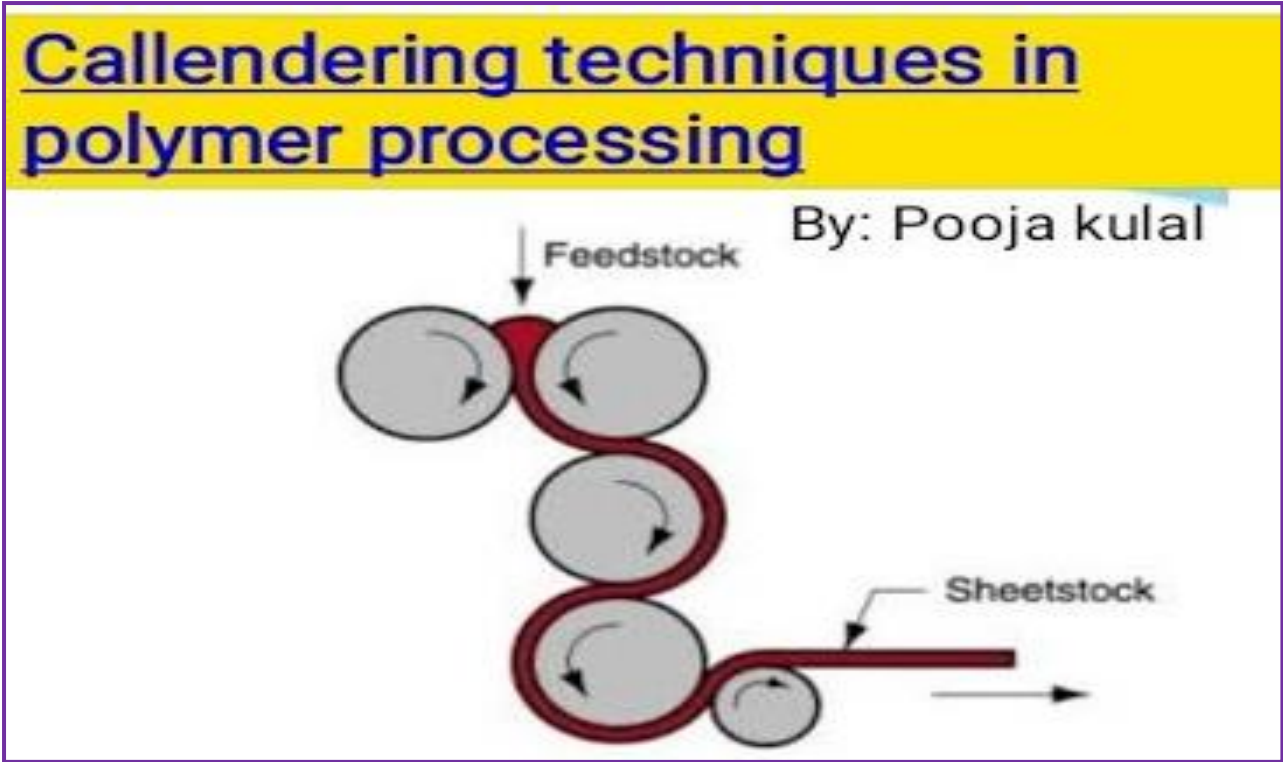 Callendering techniques in
polymer processing
By: Pooja kulal
Feedstock
Sheetstock